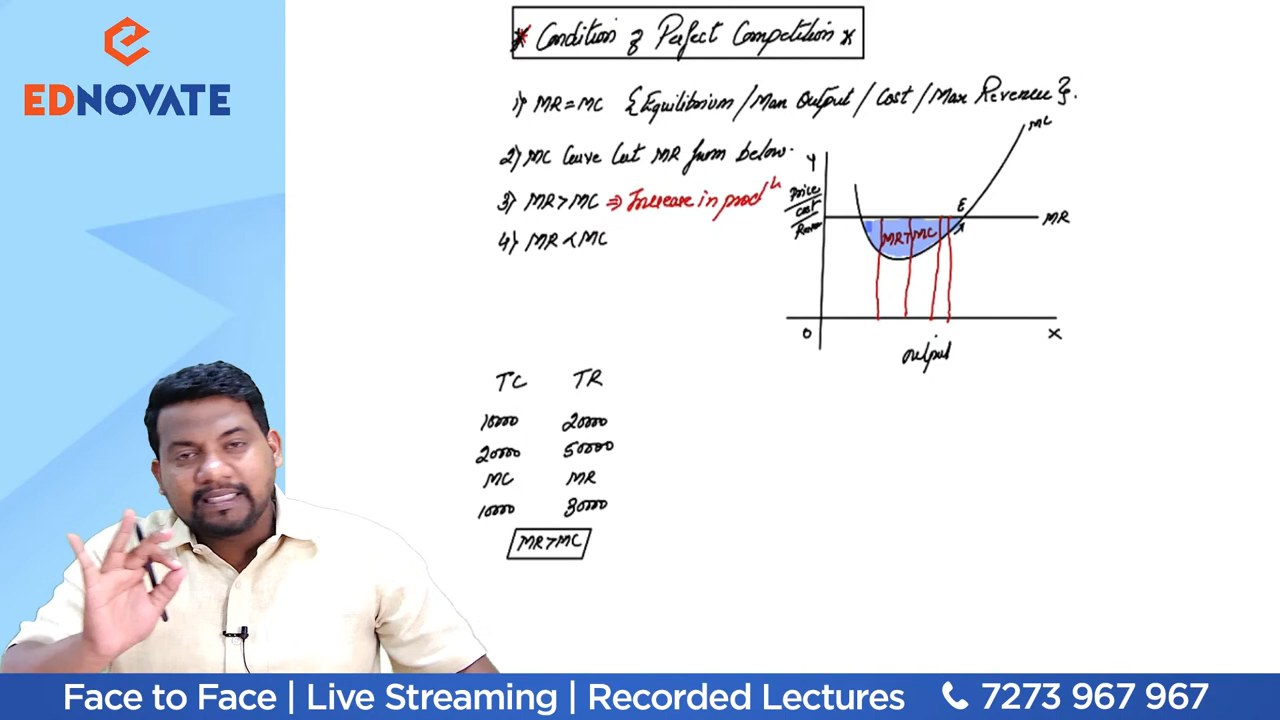 EDNOVATE
* Condition of Perfect Competition *
1) MR = MC {Equilibrium / Max Output / Cost / Max Revenue}.
2) MC Curve Cut MR from below.
3) MR > MC ⇒ Increase in prodⁿ
4) MR < MC
MC
Y
Price
Cost
E
MR
MR > MC
O
X
Output
TC TR
10000 20000
20000 50000
MC MR
10000 30000
MR > MC
Face to Face | Live Streaming | Recorded Lectures 7273 967 967